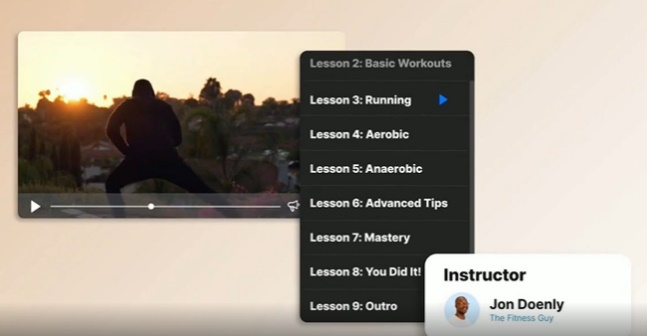 Lesson 2: Basic Workouts
Lesson 3: Running
Lesson 4: Aerobic
Lesson 5: Anaerobic
Lesson 6: Advanced Tips
Lesson 7: Mastery
Lesson 8: You Did It!
Lesson 9: Outro
Instructor
Jon Doenly
The Fitness Guy